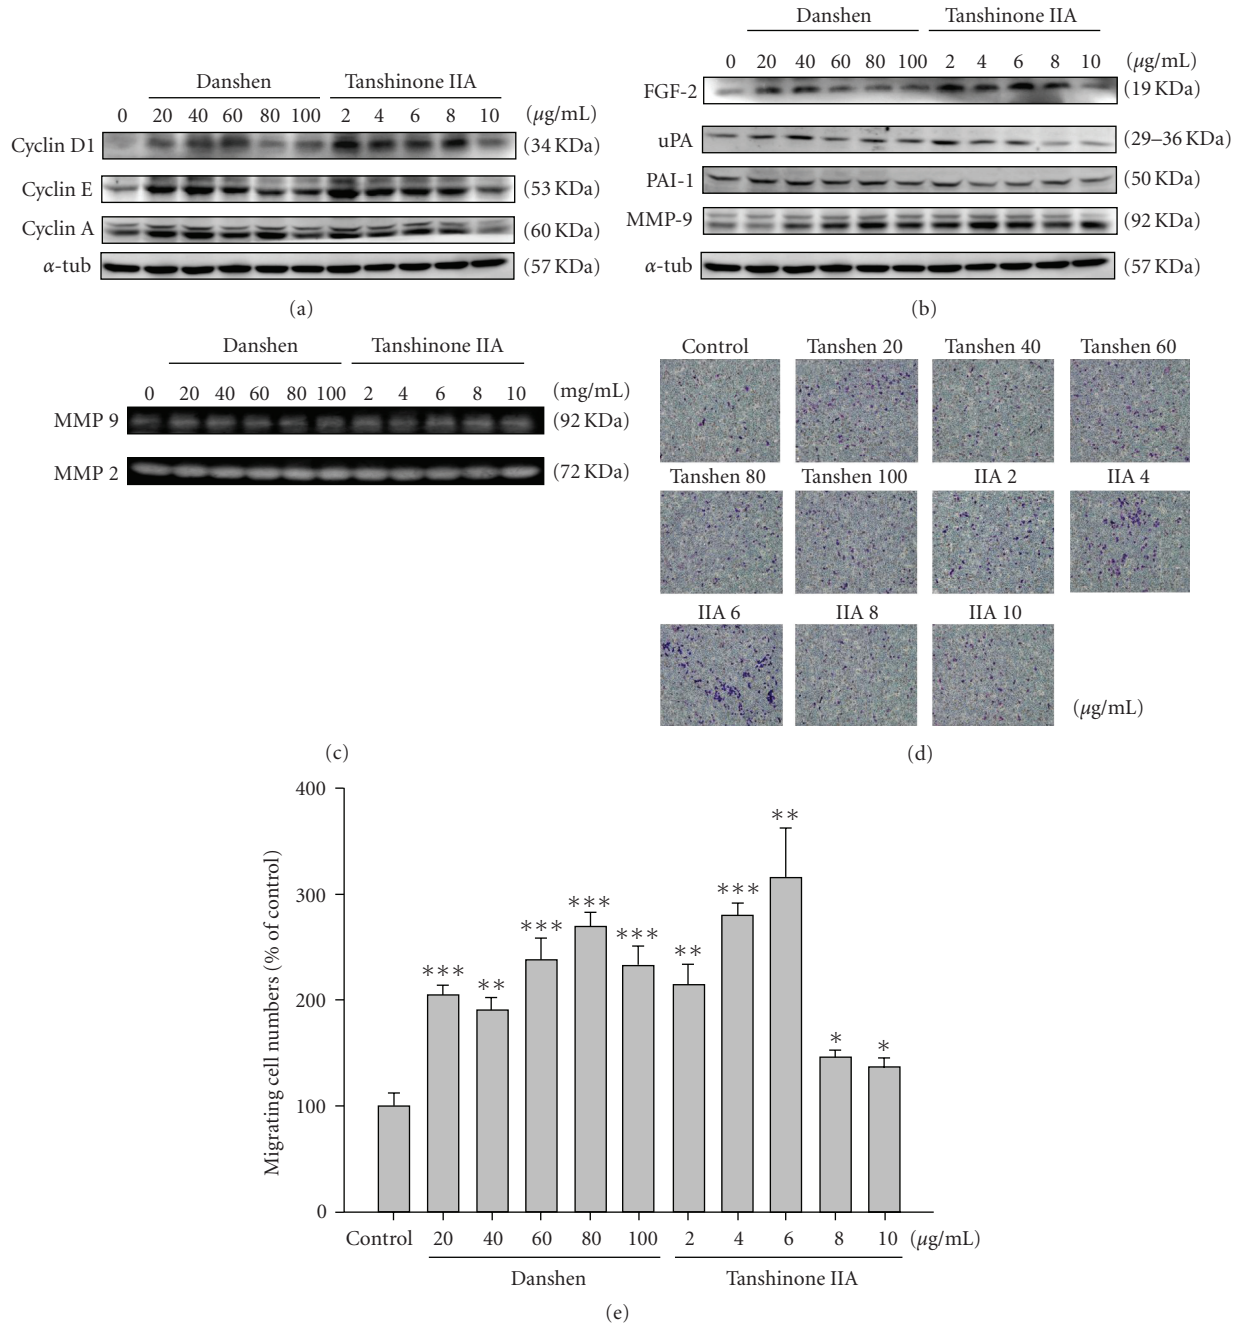 Danshen Tanshinone IIA
0 20 40 60 80 100 2 4 6 8 10 (µg/mL)
Cyclin D1 (34 KDa)
Cyclin E (53 KDa)
Cyclin A (60 KDa)
α-tub (57 KDa)
(a)
Danshen Tanshinone IIA
0 20 40 60 80 100 2 4 6 8 10 (µg/mL)
FGF-2 (19 KDa)
uPA (29–36 KDa)
PAI-1 (50 KDa)
MMP-9 (92 KDa)
α-tub (57 KDa)
(b)
Danshen Tanshinone IIA
0 20 40 60 80 100 2 4 6 8 10 (mg/mL)
MMP 9 (92 KDa)
MMP 2 (72 KDa)
(c)
Control Tanshen 20 Tanshen 40 Tanshen 60
Tanshen 80 Tanshen 100 IIA 2 IIA 4
IIA 6 IIA 8 IIA 10
(µg/mL)
(d)
Migrating cell numbers (% of control)
400
300
200
100
0
*** ** *** *** *** ** *** ** * *
Control 20 40 60 80 100 2 4 6 8 10 (µg/mL)
Danshen Tanshinone IIA
(e)